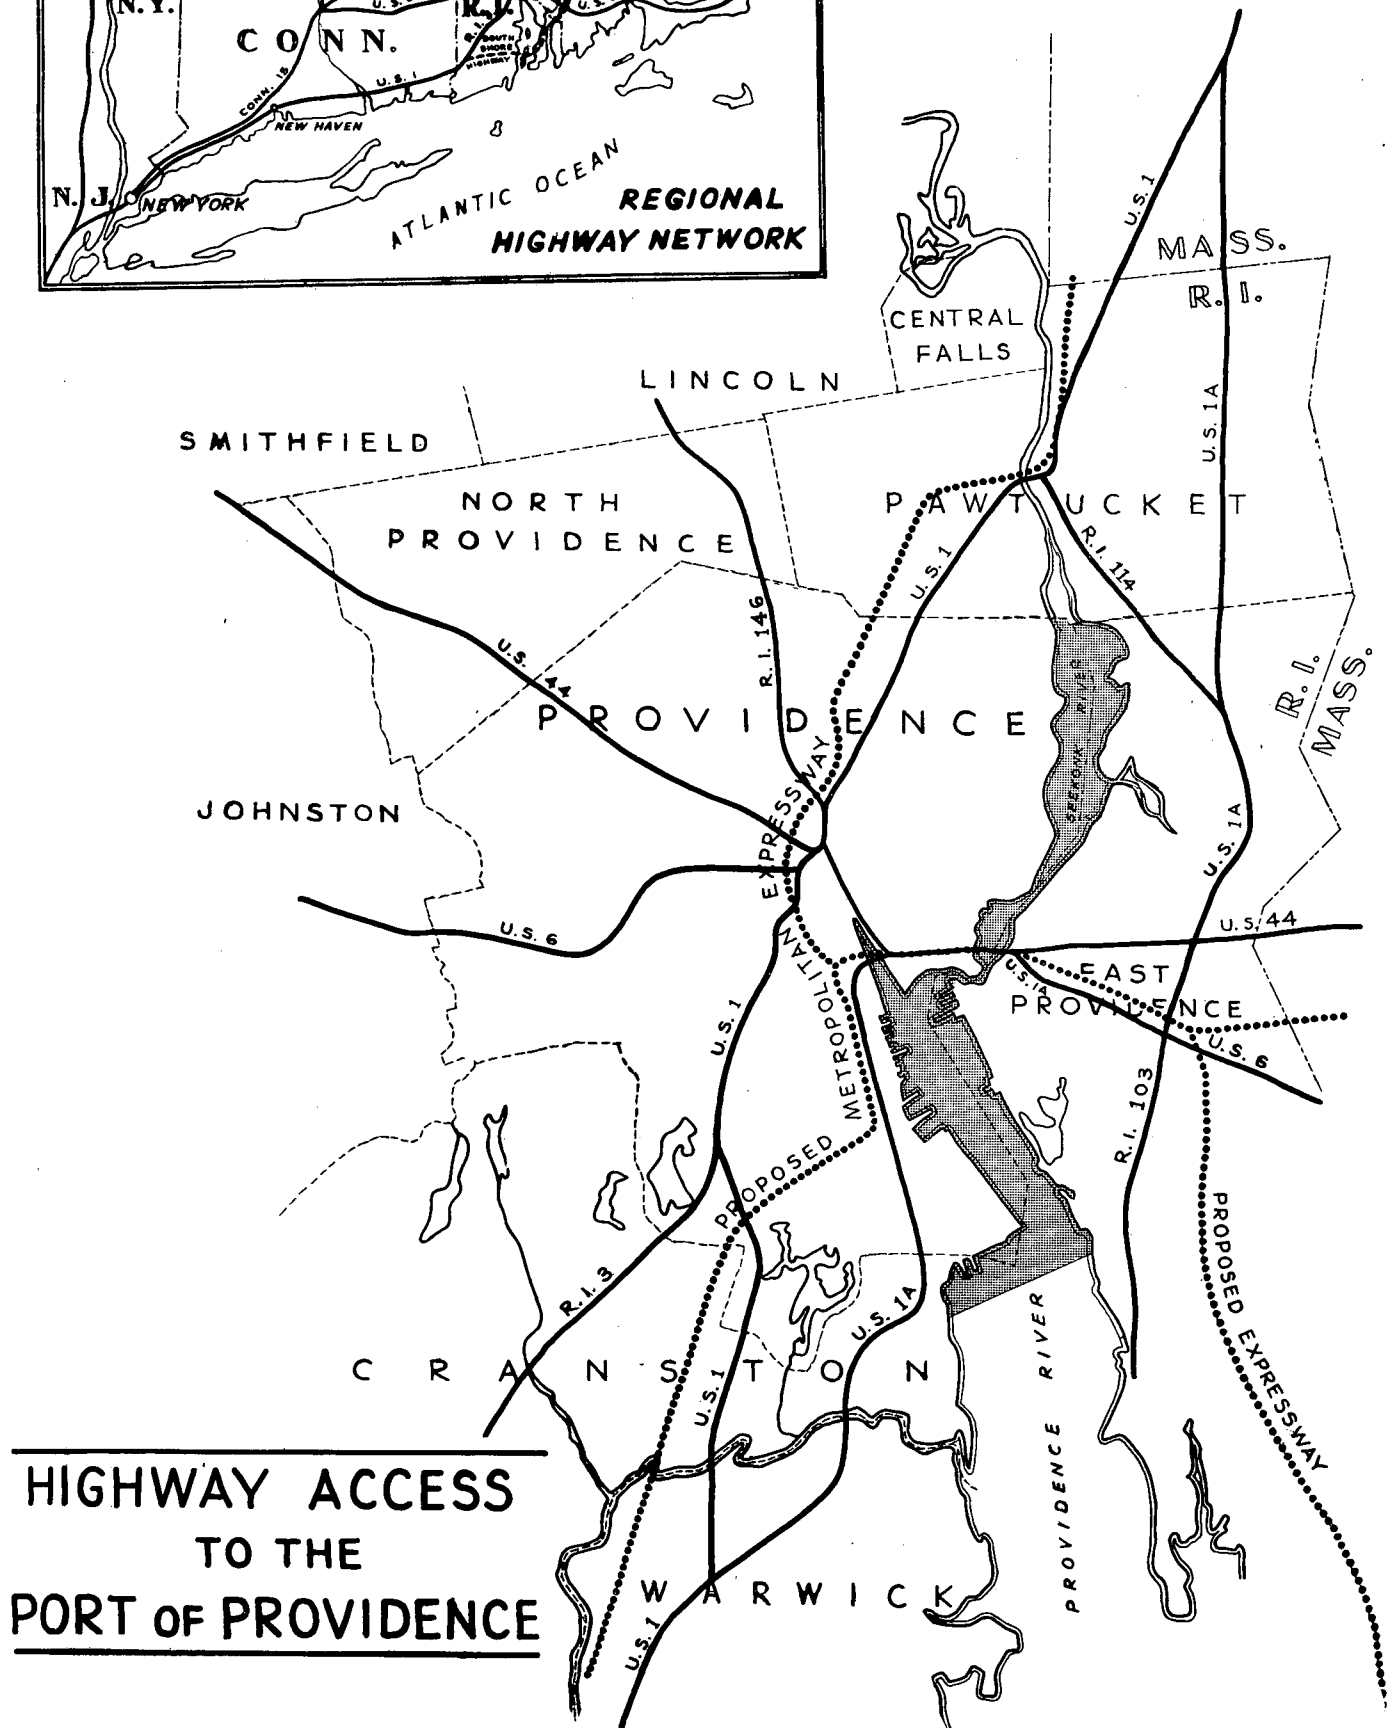 N.Y.
CONN.
R.I.
U.S.
U.S.
SOUTH
SHORE
HIGHWAY
CONN. 15
U.S. 1
NEW HAVEN
N.J.
NEW YORK
ATLANTIC OCEAN
REGIONAL
HIGHWAY NETWORK
U.S. 1
MASS.
R.I.
CENTRAL
FALLS
LINCOLN
U.S. 1A
SMITHFIELD
NORTH
PROVIDENCE
PAWTUCKET
R.I. 114
U.S. 1
R.I. 146
U.S. 44
R.I.
MASS.
SEEKONK RIVER
PROVIDENCE
JOHNSTON
U.S. 1A
U.S. 6
U.S. 44
U.S. 1A
EAST
PROVIDENCE
U.S. 6
U.S. 1
PROPOSED METROPOLITAN EXPRESSWAY
R.I. 103
PROPOSED EXPRESSWAY
R.I. 3
U.S. 1A
U.S. 1
CRANSTON
PROVIDENCE RIVER
WARWICK
U.S. 1
HIGHWAY ACCESS
TO THE
PORT OF PROVIDENCE